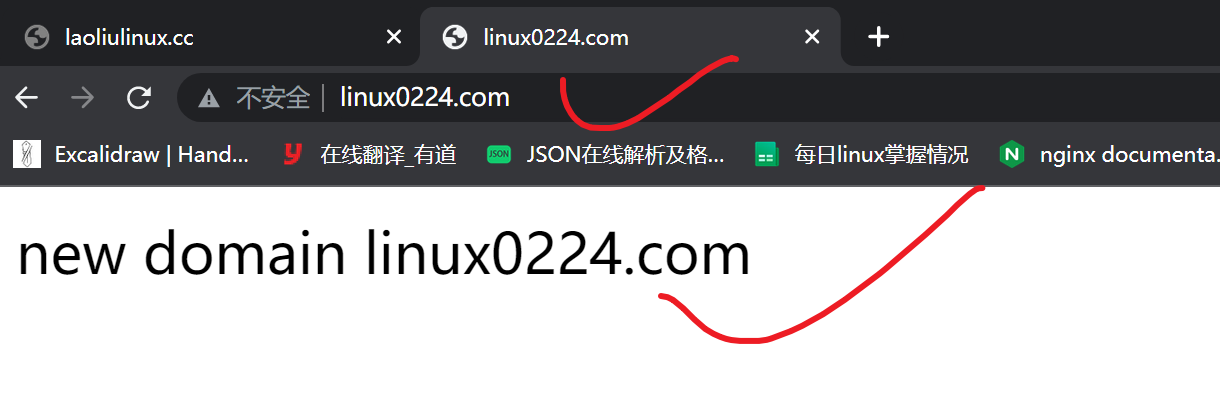 laoliulinux.cc
linux0224.com
不安全 linux0224.com
Excalidraw | Hand... 在线翻译_有道 JSON JSON在线解析及格... 每日linux掌握情况 N nginx documenta.
new domain linux0224.com